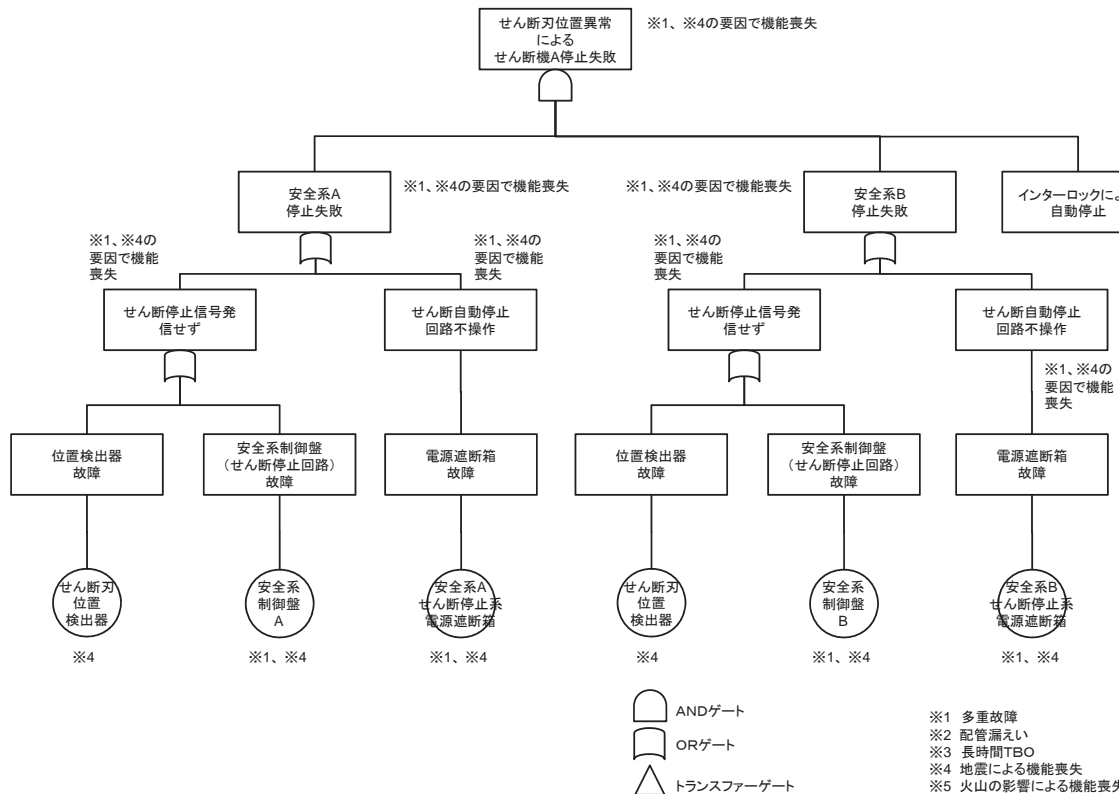 せん断刃位置異常
による
せん断機A停止失敗
※1、※4の要因で機能喪失
安全系A
停止失敗
※1、※4の要因で機能喪失
※1、※4の要因で機能喪失
安全系B
停止失敗
インターロックによ
自動停止
※1、※4の
要因で機能
喪失
※1、※4の
要因で機能
喪失
※1、※4の
要因で機能
喪失
せん断停止信号発
信せず
せん断自動停止
回路不操作
せん断停止信号発
信せず
せん断自動停止
回路不操作
※1、※4の
要因で機能
喪失
位置検出器
故障
安全系制御盤
（せん断停止回路）
故障
電源遮断箱
故障
位置検出器
故障
安全系制御盤
（せん断停止回路）
故障
電源遮断箱
故障
せん断刃
位置
検出器
安全系
制御盤
A
安全系A
せん断停止系
電源遮断箱
せん断刃
位置
検出器
安全系
制御盤
B
安全系B
せん断停止系
電源遮断箱
※4
※1、※4
※1、※4
※4
※1、※4
※1、※4
ANDゲート
ORゲート
トランスファーゲート
※1 多重故障
※2 配管漏えい
※3 長時間TBO
※4 地震による機能喪失
※5 火山の影響による機能喪失